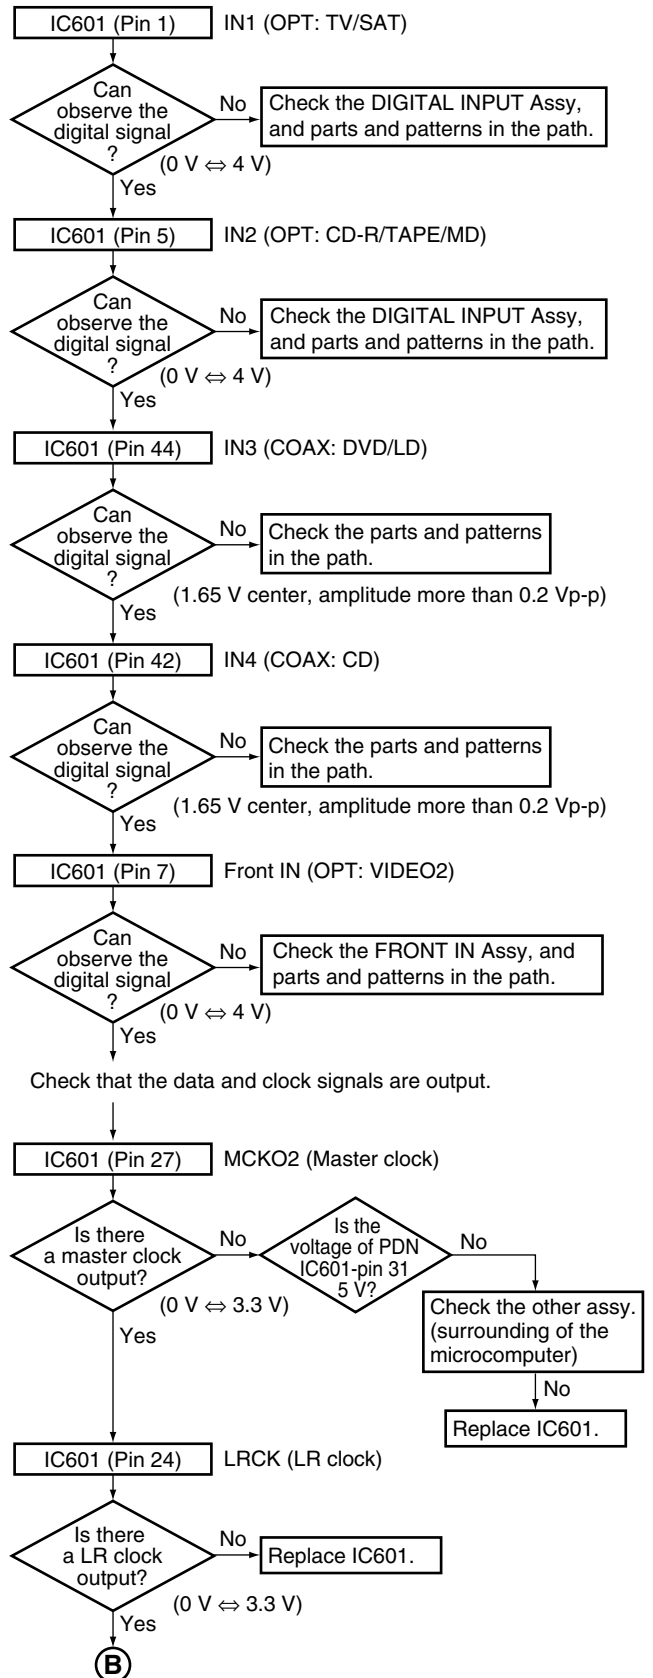 IC601 (Pin 1)
IN1 (OPT: TV/SAT)
Can
observe the
digital signal
?
No
Check the DIGITAL INPUT Assy,
and parts and patterns in the path.
(0 V ⇔ 4 V)
Yes
IC601 (Pin 5)
IN2 (OPT: CD-R/TAPE/MD)
Can
observe the
digital signal
?
No
Check the DIGITAL INPUT Assy,
and parts and patterns in the path.
(0 V ⇔ 4 V)
Yes
IC601 (Pin 44)
IN3 (COAX: DVD/LD)
Can
observe the
digital signal
?
No
Check the parts and patterns
in the path.
(1.65 V center, amplitude more than 0.2 Vp-p)
Yes
IC601 (Pin 42)
IN4 (COAX: CD)
Can
observe the
digital signal
?
No
Check the parts and patterns
in the path.
(1.65 V center, amplitude more than 0.2 Vp-p)
Yes
IC601 (Pin 7)
Front IN (OPT: VIDEO2)
Can
observe the
digital signal
?
No
Check the FRONT IN Assy, and
parts and patterns in the path.
(0 V ⇔ 4 V)
Yes
Check that the data and clock signals are output.
IC601 (Pin 27)
MCKO2 (Master clock)
Is there
a master clock
output?
No
Is the
voltage of PDN
IC601-pin 31
5 V?
No
(0 V ⇔ 3.3 V)
Yes
Check the other assy.
(surrounding of the
microcomputer)
No
Replace IC601.
IC601 (Pin 24)
LRCK (LR clock)
Is there
a LR clock
output?
No
Replace IC601.
(0 V ⇔ 3.3 V)
Yes
B